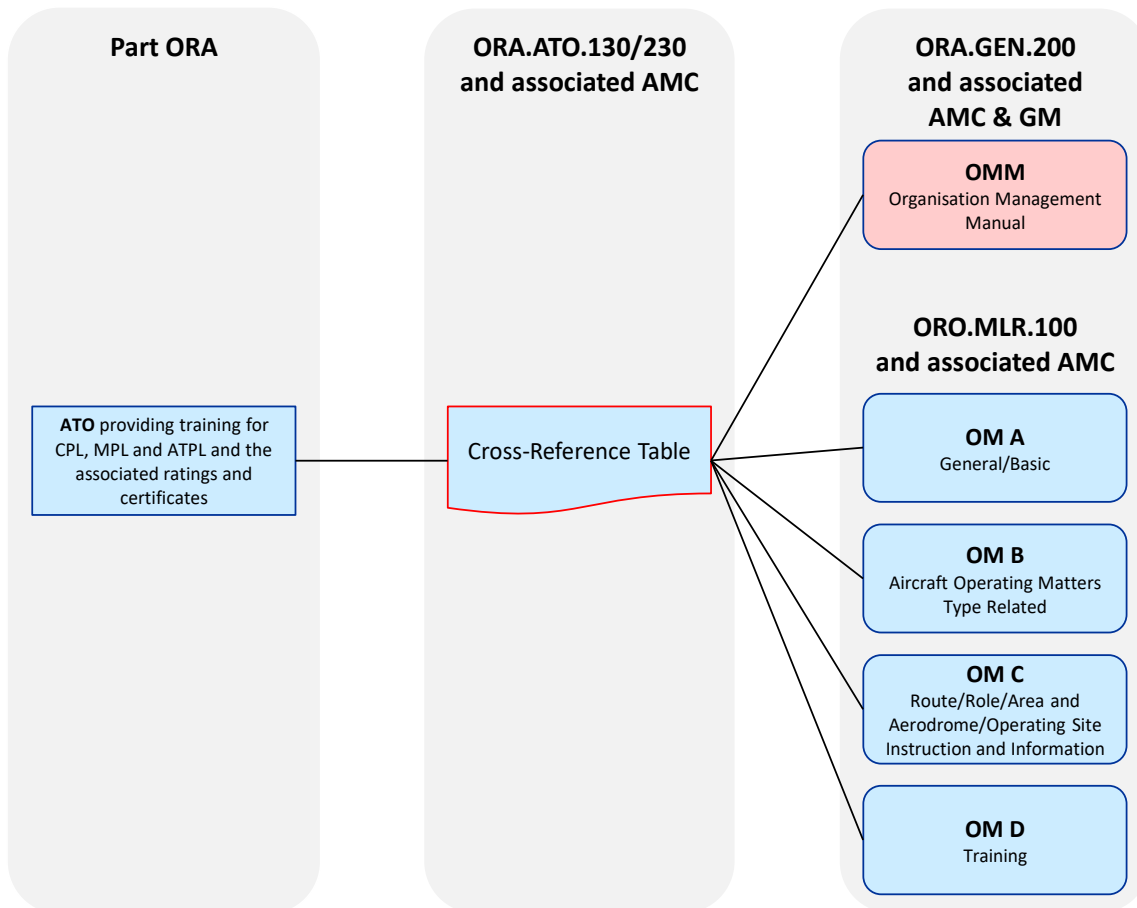 Part ORA
ORA.ATO.130/230
and associated AMC
ORA.GEN.200
and associated
AMC & GM
OMM
Organisation Management
Manual
ORO.MLR.100
and associated AMC
ATO providing training for
CPL, MPL and ATPL and the
associated ratings and
certificates
Cross-Reference Table
OM A
General/Basic
OM B
Aircraft Operating Matters
Type Related
OM C
Route/Role/Area and
Aerodrome/Operating Site
Instruction and Information
OM D
Training